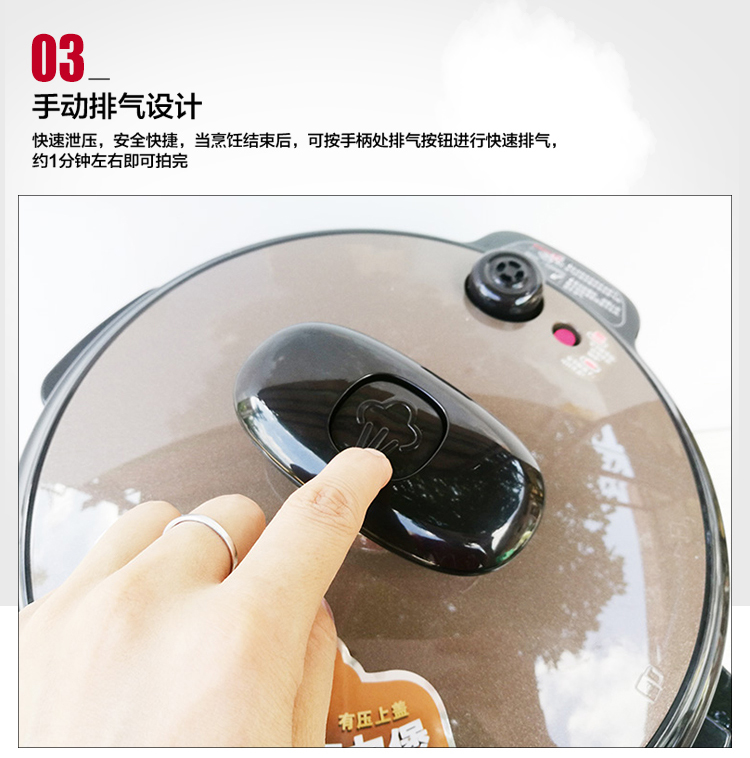 03_
手动排气设计
快速泄压，安全快捷，当烹饪结束后，可按手柄处排气按钮进行快速排气，
约1分钟左右即可拍完
有压上盖